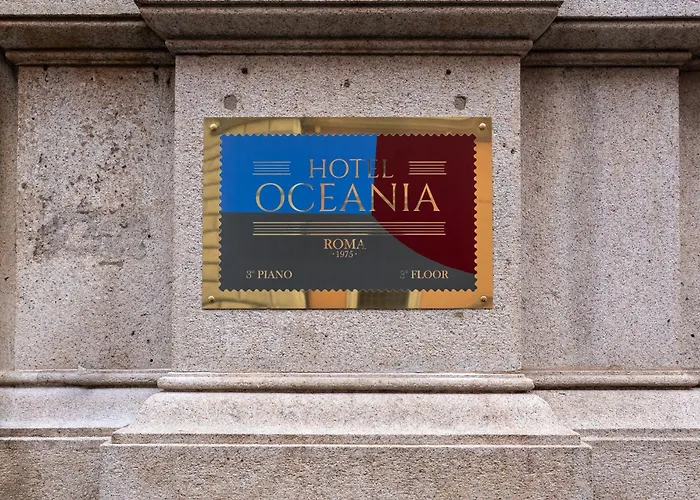 HOTEL
OCEANIA
ROMA
·1975·
3° PIANO 3° FLOOR